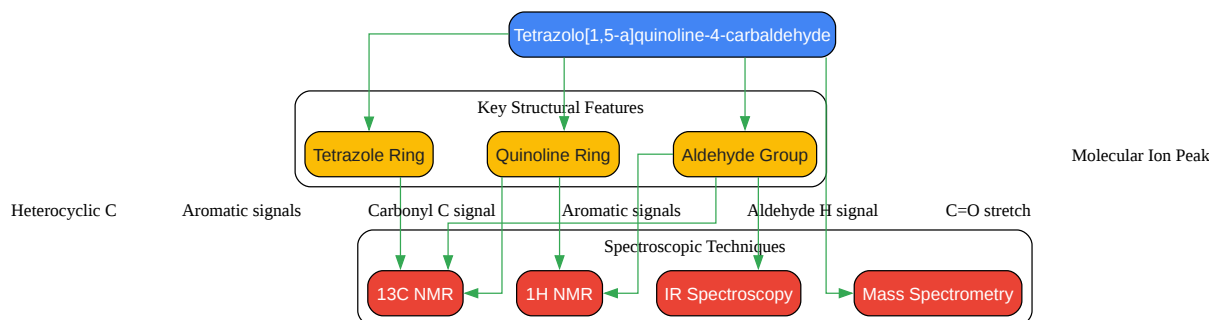 Tetrazolo[1,5-a]quinoline-4-carbaldehyde
Key Structural Features
Tetrazole Ring
Quinoline Ring
Aldehyde Group
Molecular Ion Peak
Heterocyclic C
Aromatic signals
Carbonyl C signal
Aromatic signals
Aldehyde H signal
C=O stretch
Spectroscopic Techniques
13C NMR
1H NMR
IR Spectroscopy
Mass Spectrometry